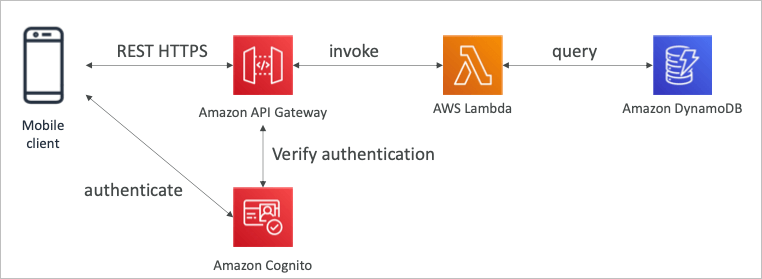 REST HTTPS
invoke
query
Mobile
client
Amazon API Gateway
AWS Lambda
Amazon DynamoDB
Verify authentication
authenticate
Amazon Cognito